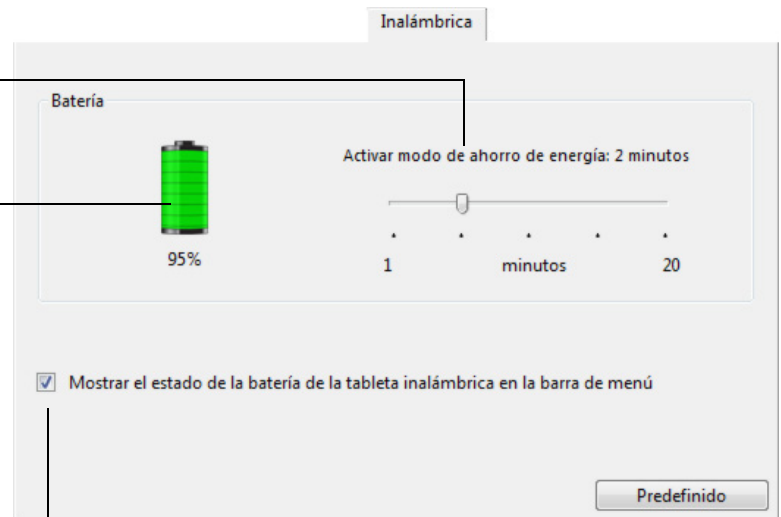 Inalámbrica
Batería
Activar modo de ahorro de energía: 2 minutos
95%
1 minutos 20
Mostrar el estado de la batería de la tableta inalámbrica en la barra de menú
Predefinido